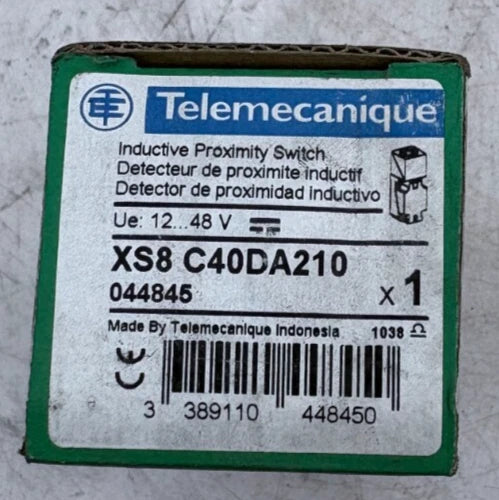 Telemecanique
Inductive Proximity Switch
Detecteur de proximite inductif
Detector de proximidad inductivo
Ue: 12...48 V
XS8 C40DA210
044845
x 1
Made By Telemecanique Indonesia 1038
3 389110 448450